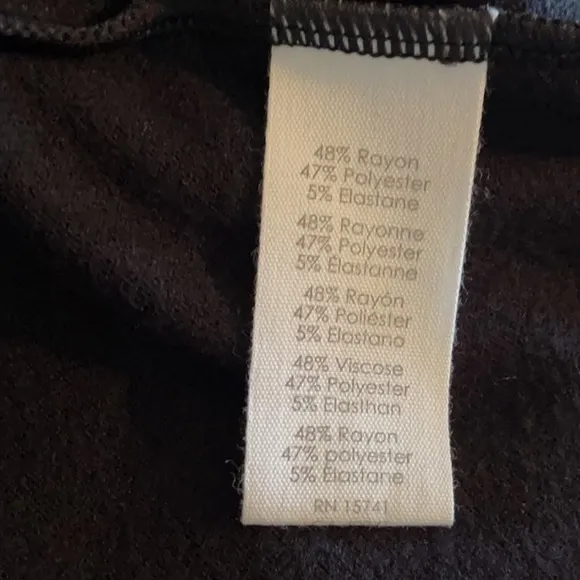 48% Rayon
47% Polyester
5% Elastane
48% Rayonne
47% Polyester
5% Élastanne
48% Rayón
47% Poliéster
5% Elastano
48% Viscose
47% Polyester
5% Elasthan
48% Rayon
47% polyester
5% Elastane
RN 15741